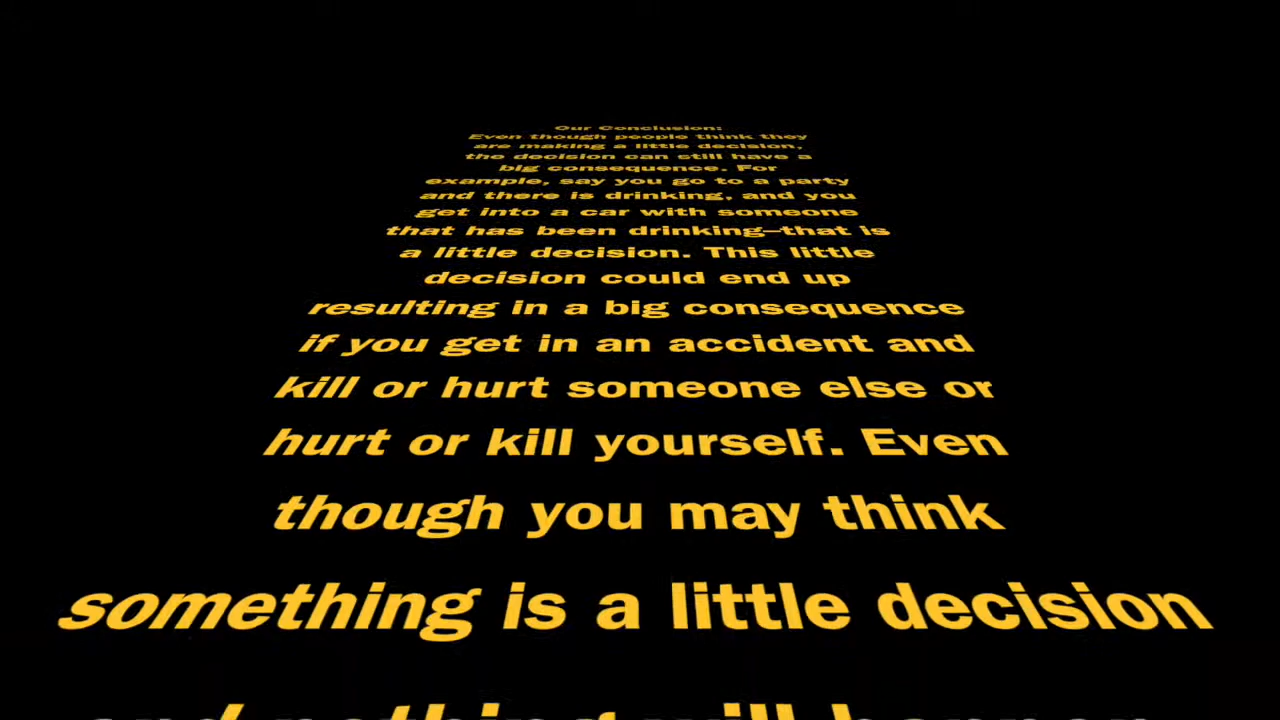 Our Conclusion:
Even though people think they
are making a little decision,
the decision can still have a
big consequence. For
example, say you go to a party
and there is drinking, and you
get into a car with someone
that has been drinking—that is
a little decision. This little
decision could end up
resulting in a big consequence
if you get in an accident and
kill or hurt someone else or
hurt or kill yourself. Even
though you may think
something is a little decision
and nothing will happen